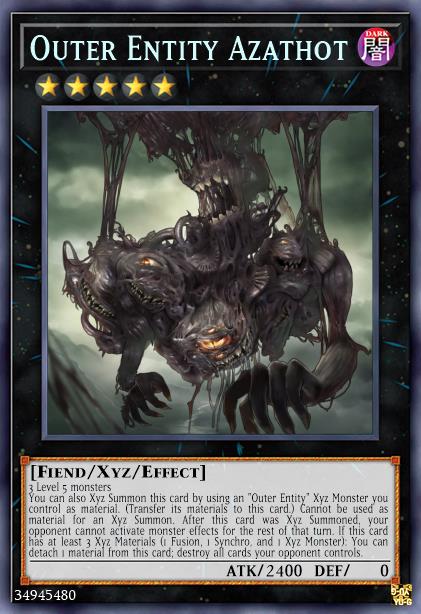 OUTER ENTITY AZATHOT
DARK
闇
[FIEND/XYZ/EFFECT]
3 Level 5 monsters
You can also Xyz Summon this card by using an "Outer Entity" Xyz Monster you
control as material. (Transfer its materials to this card.) Cannot be used as
material for an Xyz Summon. After this card was Xyz Summoned, your
opponent cannot activate monster effects for the rest of that turn. If this card
has at least 3 Xyz Materials (1 Fusion, 1 Synchro, and 1 Xyz Monster): You can
detach 1 material from this card; destroy all cards your opponent controls.
ATK/2400 DEF/ 0
34945480